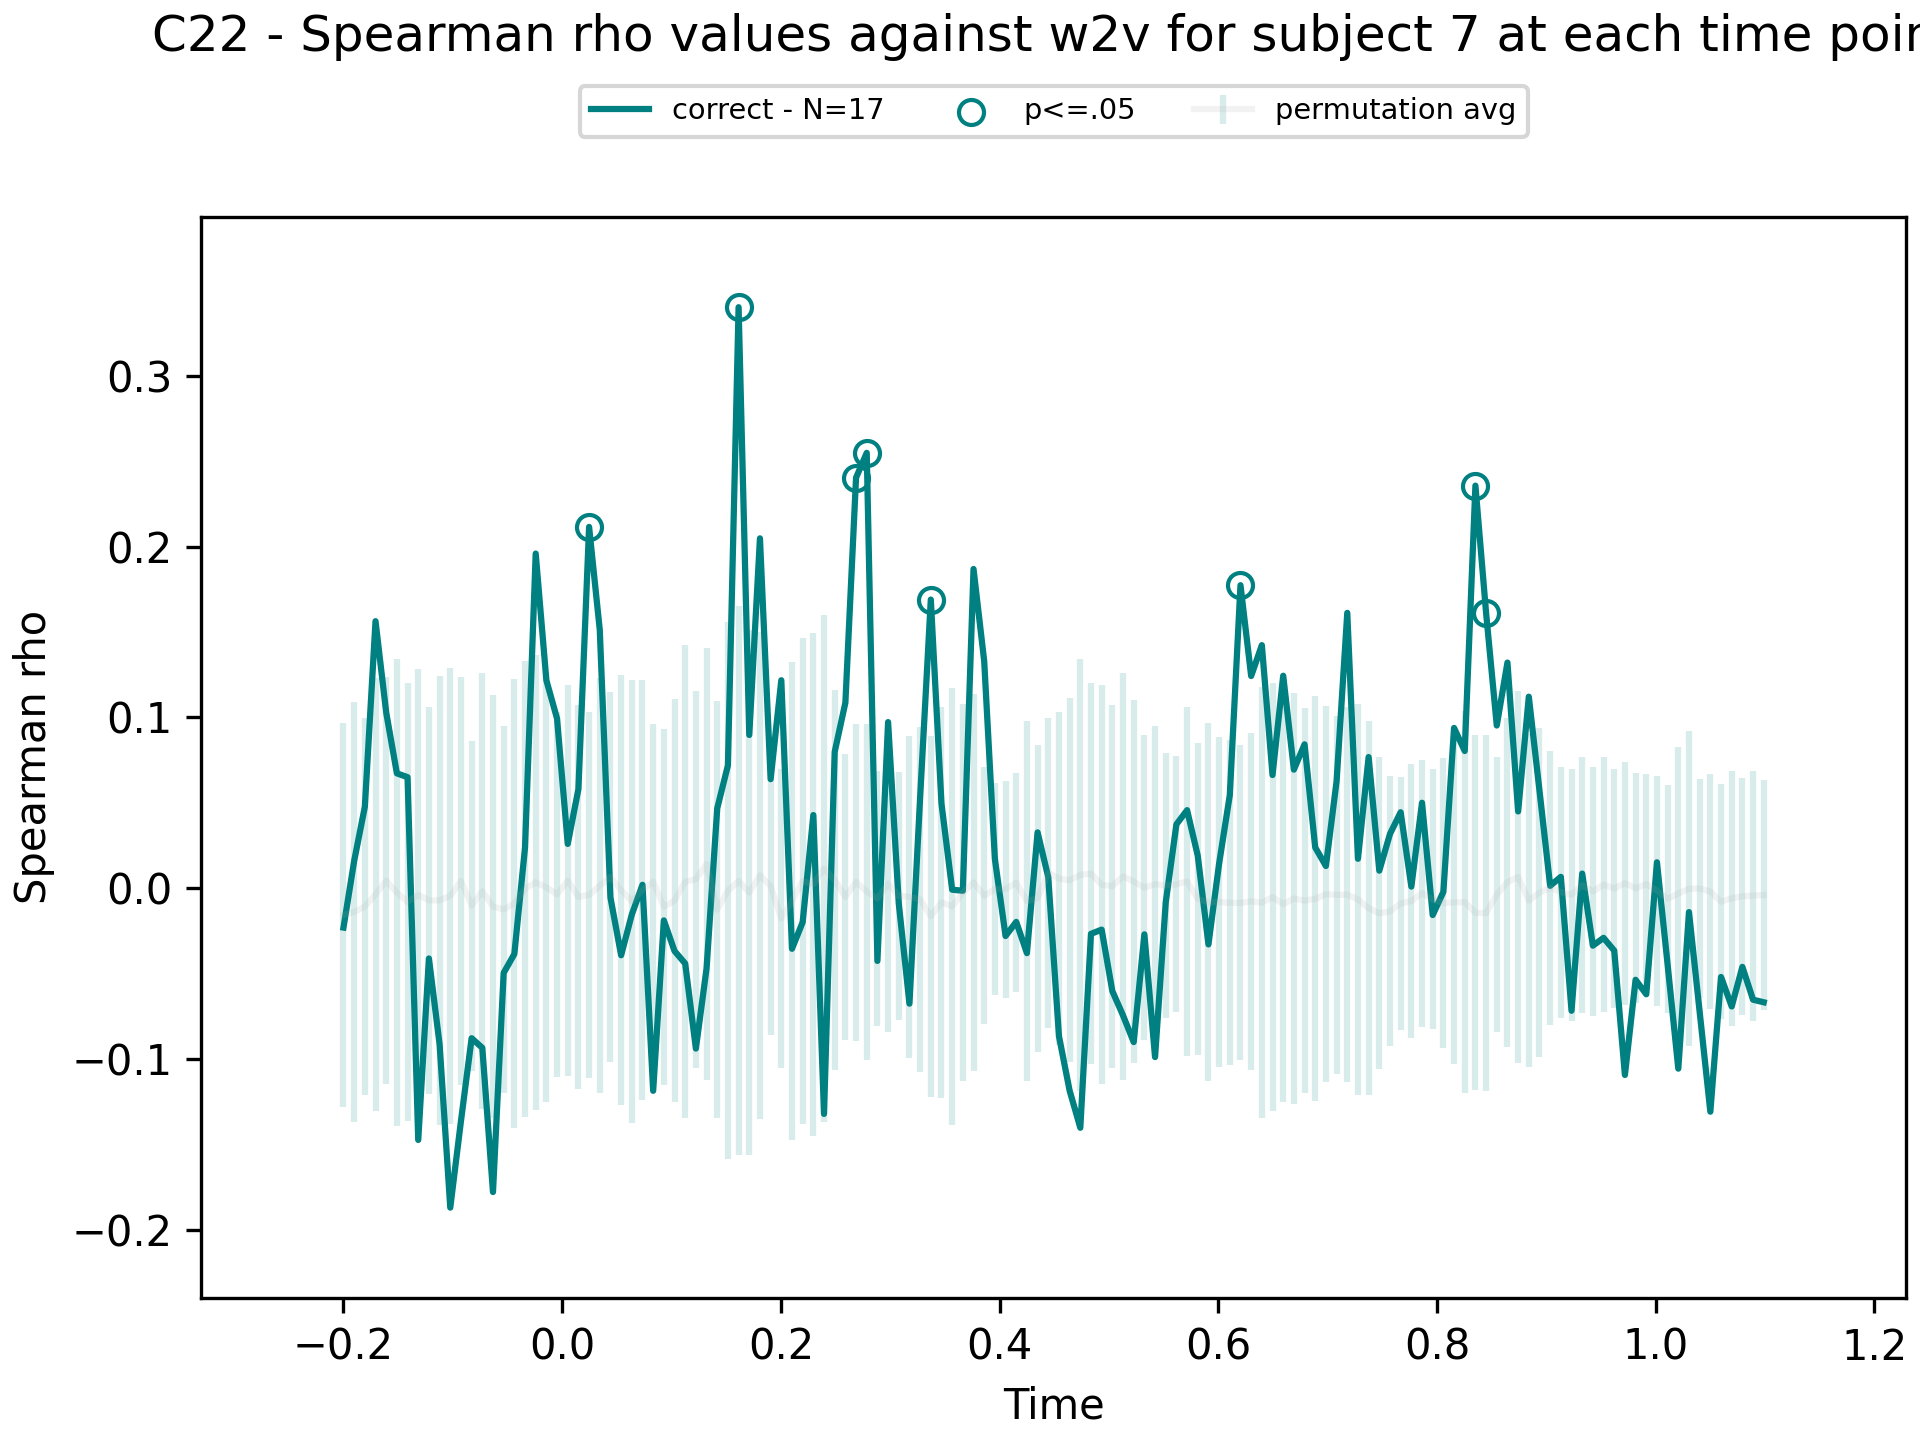 C22 - Spearman rho values against w2v for subject 7 at each time
correct - N=17
p<=.05
permutation avg
0.3
0.2
0.1
0.0
−0.1
−0.2
Spearman rho
−0.2
0.0
0.2
0.4
0.6
0.8
1.0
1.2
Time